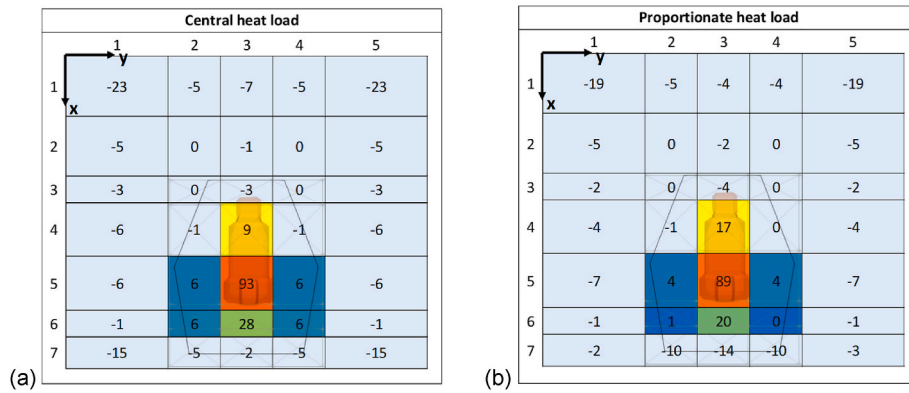 Central heat load
1 2 3 4 5
y
1 -23 -5 -7 -5 -23
x
2 -5 0 -1 0 -5
3 -3 0 -3 0 -3
4 -6 -1 9 -1 -6
5 -6 6 93 6 -6
6 -1 6 28 6 -1
7 -15 -5 -2 -5 -15
(a)
Proportionate heat load
1 2 3 4 5
y
1 -19 -5 -4 -4 -19
x
2 -5 0 -2 0 -5
3 -2 0 -4 0 -2
4 -4 -1 17 0 -4
5 -7 4 89 4 -7
6 -1 1 20 0 -1
7 -2 -10 -14 -10 -3
(b)